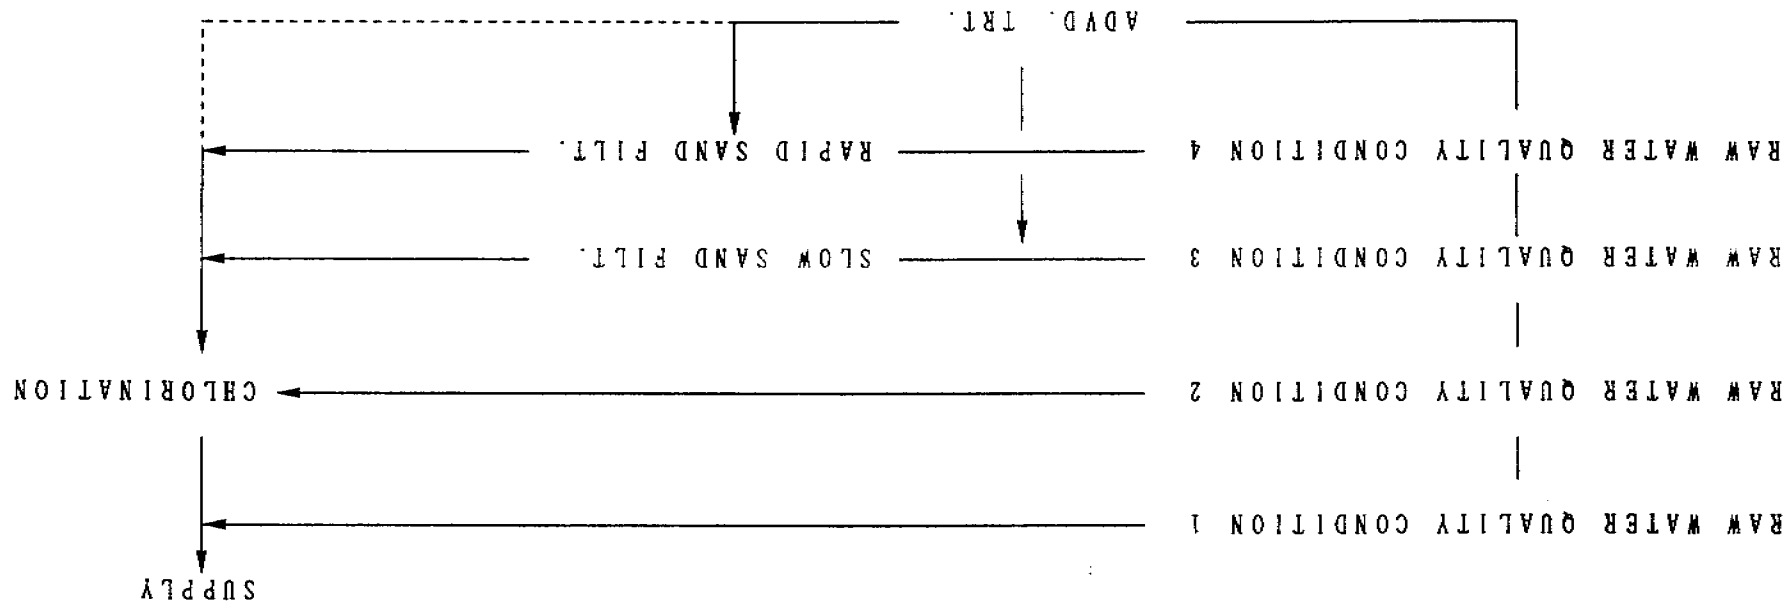 SUPPLY
RAW WATER QUALITY CONDITION 1
RAW WATER QUALITY CONDITION 2
CHLORINATION
RAW WATER QUALITY CONDITION 3
SLOW SAND FILT.
RAW WATER QUALITY CONDITION 4
RAPID SAND FILT.
ADVD. TRT.